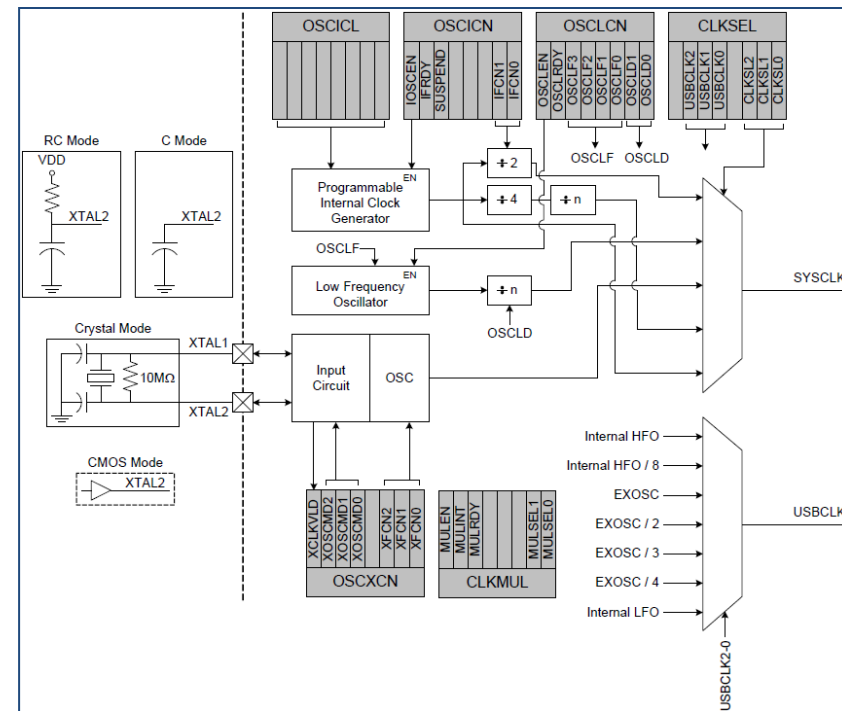 OSCICL
OSCICN
OSCLCN
CLKSEL
IOSCEN
IFRDY
SUSPEND
IFCN1
IFCN0
OSCLEN
OSCLRDY
OSCLF3
OSCLF2
OSCLF1
OSCLF0
OSCLD1
OSCLD0
USBCLK2
USBCLK1
USBCLK0
CLKSL2
CLKSL1
CLKSL0
RC Mode
VDD
XTAL2
C Mode
XTAL2
OSCLF
OSCLD
EN
Programmable
Internal Clock
Generator
÷ 2
÷ 4
÷ n
OSCLF
EN
Low Frequency
Oscillator
÷ n
OSCLD
SYSCLK
Crystal Mode
10MΩ
XTAL1
XTAL2
Input
Circuit
OSC
CMOS Mode
XTAL2
XCLKVLD
XOSCMD2
XOSCMD1
XOSCMD0
XFCN2
XFCN1
XFCN0
OSCXCN
MULEN
MULINT
MULRDY
MULSEL1
MULSEL0
CLKMUL
Internal HFO
Internal HFO / 8
EXOSC
EXOSC / 2
EXOSC / 3
EXOSC / 4
Internal LFO
USBCLK
USBCLK2-0